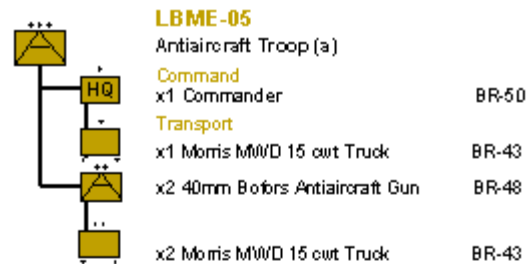 LBME-05
Antiaircraft Troop (a)
Command
HQ
x1 Commander BR-50
Transport
x1 Morris MWD 15 cwt Truck BR-43
x2 40mm Bofors Antiaircraft Gun BR-48
x2 Morris MWD 15 cwt Truck BR-43